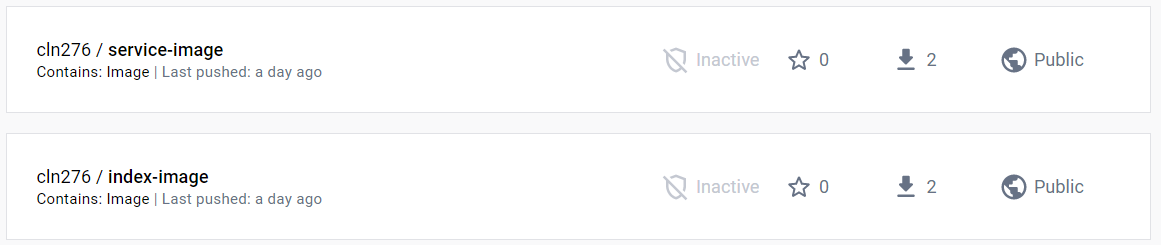 cln276 / service-image Inactive 0 2 Public
Contains: Image | Last pushed: a day ago
cln276 / index-image Inactive 0 2 Public
Contains: Image | Last pushed: a day ago